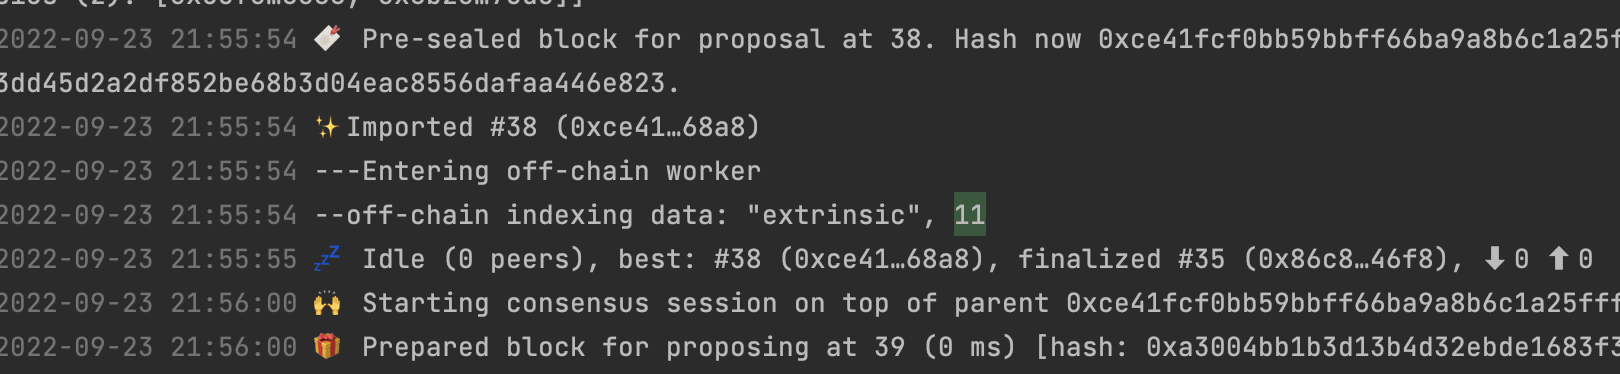 2022-09-23 21:55:54 🏷 Pre-sealed block for proposal at 38. Hash now 0xce41fcf0bb59bbff66ba9a8b6c1a25f
3dd45d2a2df852be68b3d04eac8556dafaa446e823.
2022-09-23 21:55:54 ✨ Imported #38 (0xce41…68a8)
2022-09-23 21:55:54 ---Entering off-chain worker
2022-09-23 21:55:54 --off-chain indexing data: "extrinsic", 11
2022-09-23 21:55:55 💤 Idle (0 peers), best: #38 (0xce41…68a8), finalized #35 (0x86c8…46f8), ⬇ 0 ⬆ 0
2022-09-23 21:56:00 🙌 Starting consensus session on top of parent 0xce41fcf0bb59bbff66ba9a8b6c1a25fff
2022-09-23 21:56:00 🎁 Prepared block for proposing at 39 (0 ms) [hash: 0xa3004bb1b3d13b4d32ebde1683f3